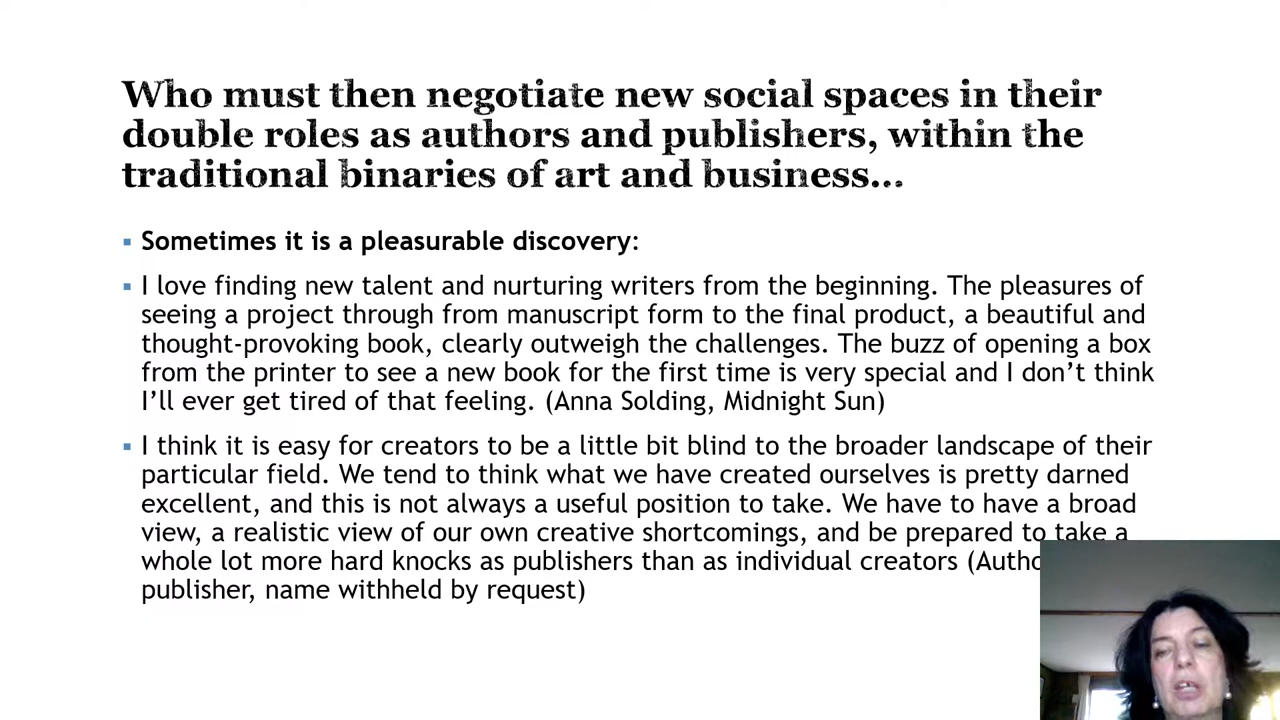 Who must then negotiate new social spaces in their
double roles as authors and publishers, within the
traditional binaries of art and business...
▪ Sometimes it is a pleasurable discovery:
▪ I love finding new talent and nurturing writers from the beginning. The pleasures of
seeing a project through from manuscript form to the final product, a beautiful and
thought-provoking book, clearly outweigh the challenges. The buzz of opening a box
from the printer to see a new book for the first time is very special and I don’t think
I’ll ever get tired of that feeling. (Anna Solding, Midnight Sun)
▪ I think it is easy for creators to be a little bit blind to the broader landscape of their
particular field. We tend to think what we have created ourselves is pretty darned
excellent, and this is not always a useful position to take. We have to have a broad
view, a realistic view of our own creative shortcomings, and be prepared to take a
whole lot more hard knocks as publishers than as individual creators
publisher, name withheld by request)